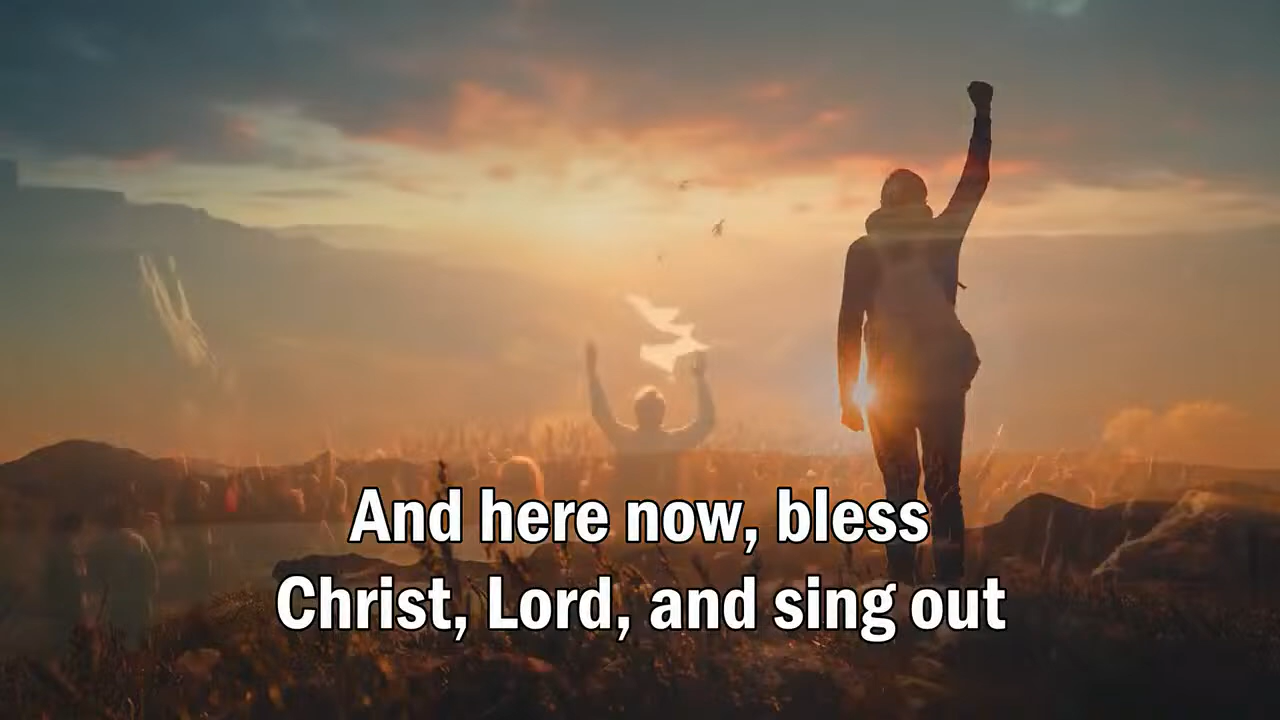 And here now, bless
Christ, Lord, and sing out